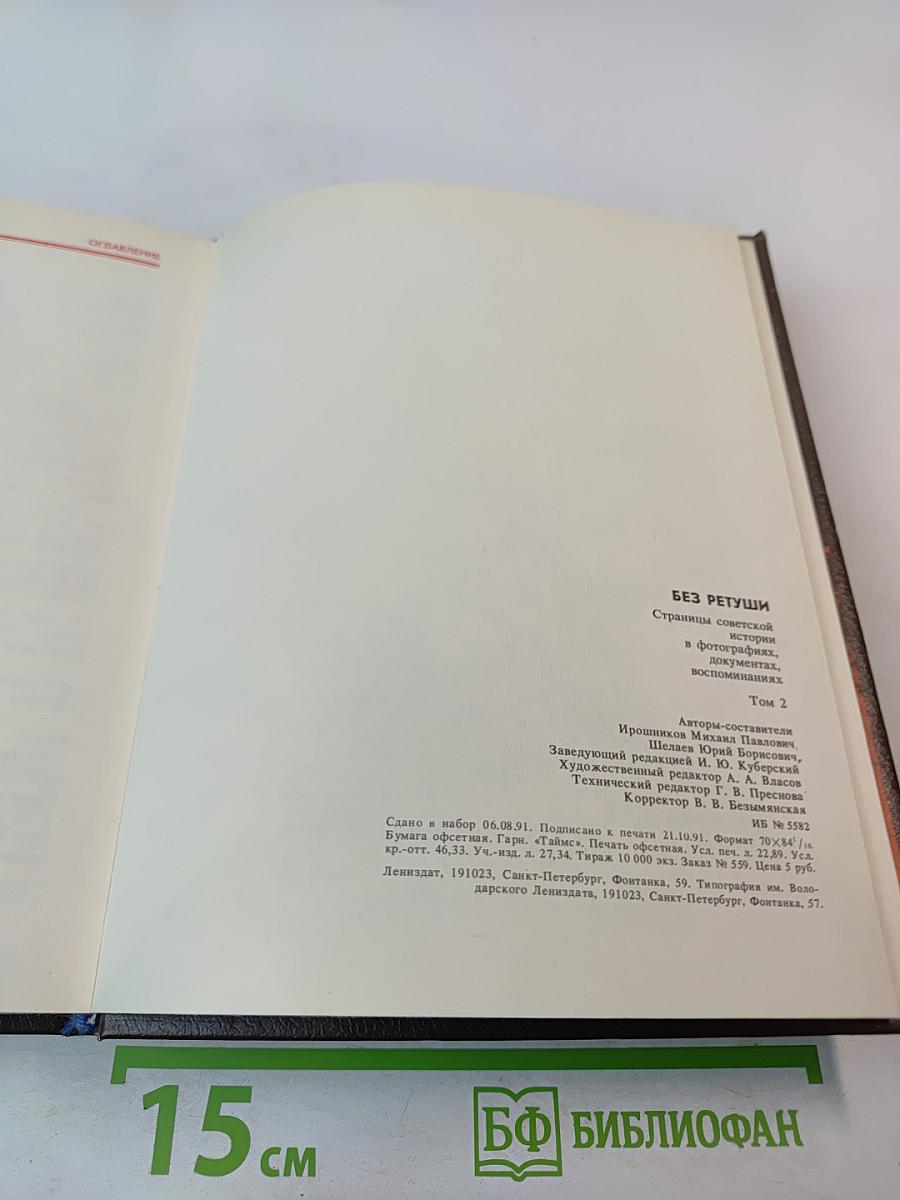 ОГЛАВЛЕНИЕ
БЕЗ РЕТУШИ
Страницы советской
истории
в фотографиях,
документах,
воспоминаниях
Том 2
Авторы-составители
Ирошников Михаил Павлович,
Шелаев Юрий Борисович,
Заведующий редакцией И. Ю. Куберский
Художественный редактор А. А. Власов
Технический редактор Г. В. Преснова
Корректор В. В. Безымянская
ИБ № 5582
Сдано в набор 06.08.91. Подписано к печати 21.10.91. Формат 70×84¹/₁₆.
Бумага офсетная. Гарн. «Таймс». Печать офсетная. Усл. печ. л. 22,89. Усл.
кр.-отт. 46,33. Уч.-изд. л. 27,34. Тираж 10 000 экз. Заказ № 559. Цена 5 руб.
Лениздат, 191023, Санкт-Петербург, Фонтанка, 59. Типография им. Воло-
дарского Лениздата, 191023, Санкт-Петербург, Фонтанка, 57.
15 см
БФ БИБЛИОФАН